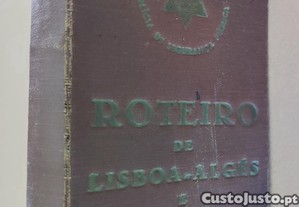 ROTEIRO
DE
LISBOA-ALGÉS
E
CustoJusto.pt